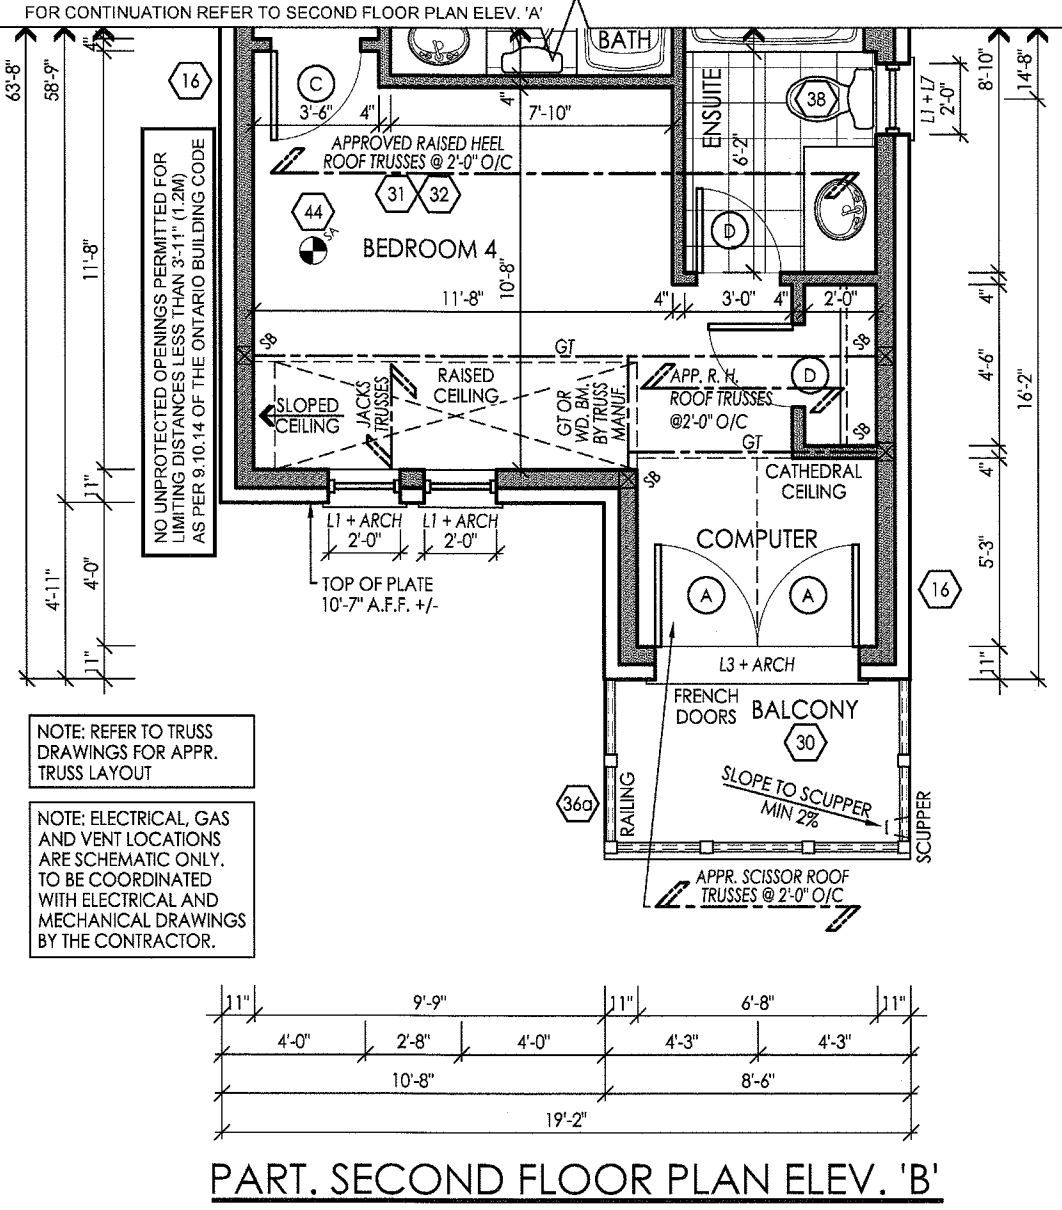 FOR CONTINUATION REFER TO SECOND FLOOR PLAN ELEV. 'A'
63'-8"
58'-9"
4"
11'-8"
11"
4'-0"
4'-11"
11"
16
NO UNPROTECTED OPENINGS PERMITTED FOR
LIMITING DISTANCES LESS THAN 3'-11" (1.2M)
AS PER 9.10.14 OF THE ONTARIO BUILDING CODE
C
3'-6"
4"
4"
7'-10"
BATH
ENSUITE
38
6'-2"
L1 + L7
2'-0"
8'-10"
14'-8"
APPROVED RAISED HEEL
ROOF TRUSSES @ 2'-0" O/C
31
32
44
SA
BEDROOM 4
D
10'-8"
11'-8"
4"
3'-0"
4"
2'-0"
4"
SB
GT
SB
4'-6"
16'-2"
SLOPED
CEILING
JACKS
TRUSSES
RAISED
CEILING
GT OR
WD. BM.
BY TRUSS
MANUF.
APP. R. H.
ROOF TRUSSES
@2'-0" O/C
D
SB
GT
SB
4"
CATHEDRAL
CEILING
L1 + ARCH
2'-0"
L1 + ARCH
2'-0"
COMPUTER
5'-3"
TOP OF PLATE
10'-7" A.F.F. +/-
A
A
16
L3 + ARCH
11"
FRENCH
DOORS
BALCONY
30
NOTE: REFER TO TRUSS
DRAWINGS FOR APPR.
TRUSS LAYOUT
36a
RAILING
SLOPE TO SCUPPER
MIN 2%
SCUPPER
NOTE: ELECTRICAL, GAS
AND VENT LOCATIONS
ARE SCHEMATIC ONLY.
TO BE COORDINATED
WITH ELECTRICAL AND
MECHANICAL DRAWINGS
BY THE CONTRACTOR.
APPR. SCISSOR ROOF
TRUSSES @ 2'-0" O/C
11"
9'-9"
11"
6'-8"
11"
4'-0"
2'-8"
4'-0"
4'-3"
4'-3"
10'-8"
8'-6"
19'-2"
PART. SECOND FLOOR PLAN ELEV. 'B'